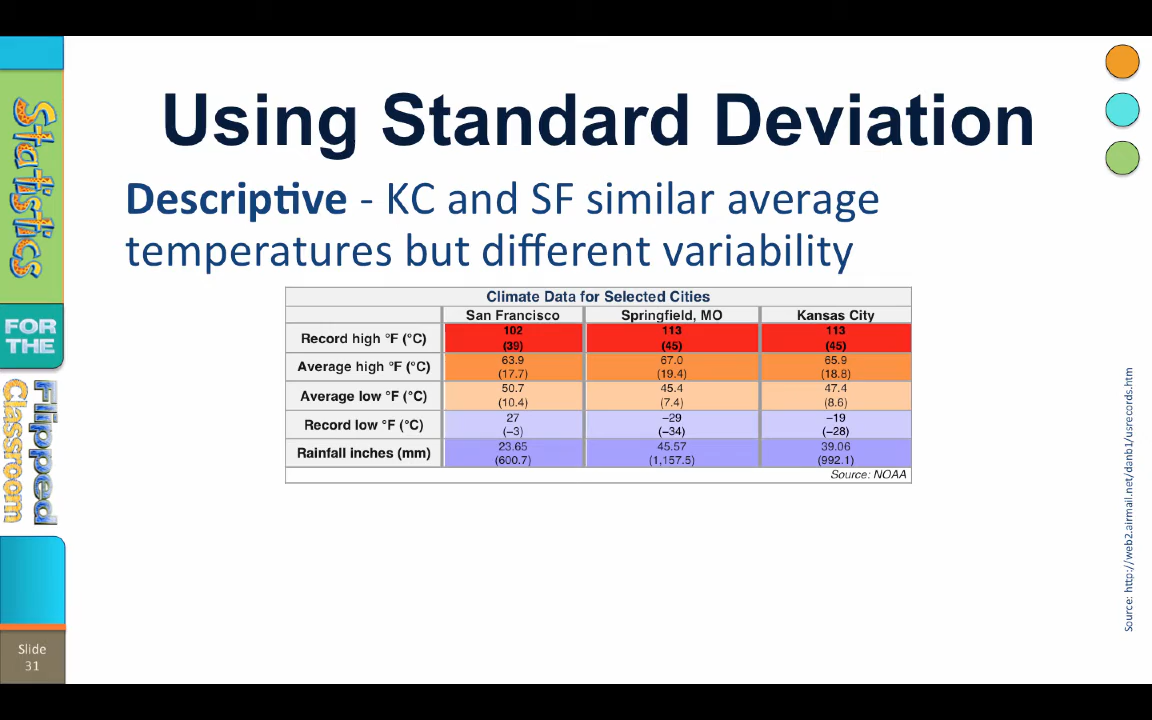 Using Standard Deviation
Descriptive - KC and SF similar average
temperatures but different variability
Climate Data for Selected Cities
San Francisco Springfield, MO Kansas City
Record high °F (°C) 102 (39) 113 (45) 113 (45)
Average high °F (°C) 63.9 (17.7) 67.0 (19.4) 65.9 (18.8)
Average low °F (°C) 50.7 (10.4) 45.4 (7.4) 47.4 (8.6)
Record low °F (°C) 27 (–3) –29 (–34) –19 (–28)
Rainfall inches (mm) 23.65 (600.7) 45.57 (1,157.5) 39.06 (992.1)
Source: NOAA
Statistics
FOR
THE
Flipped
Classroom
Slide
31
Source: http://web2.airmail.net/danb1/usrecords.htm